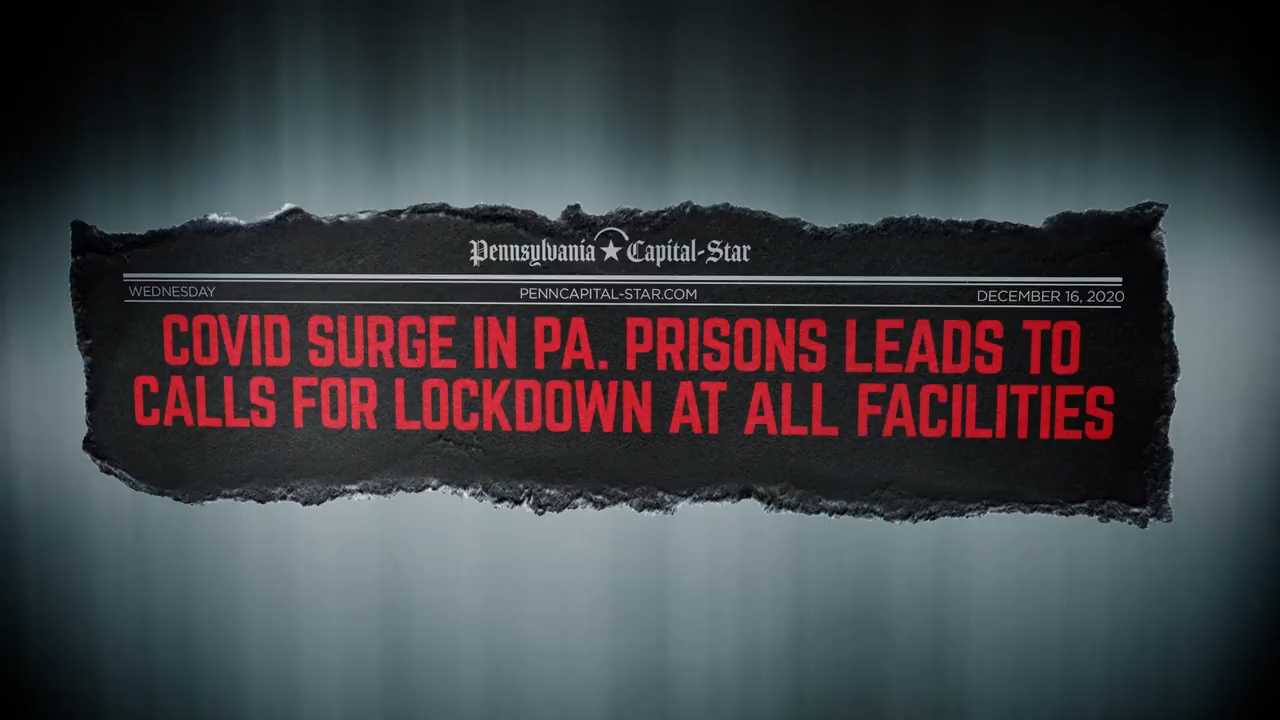 Pennsylvania Capital-Star
WEDNESDAY PENNCAPITAL-STAR.COM DECEMBER 16, 2020
COVID SURGE IN PA. PRISONS LEADS TO
CALLS FOR LOCKDOWN AT ALL FACILITIES